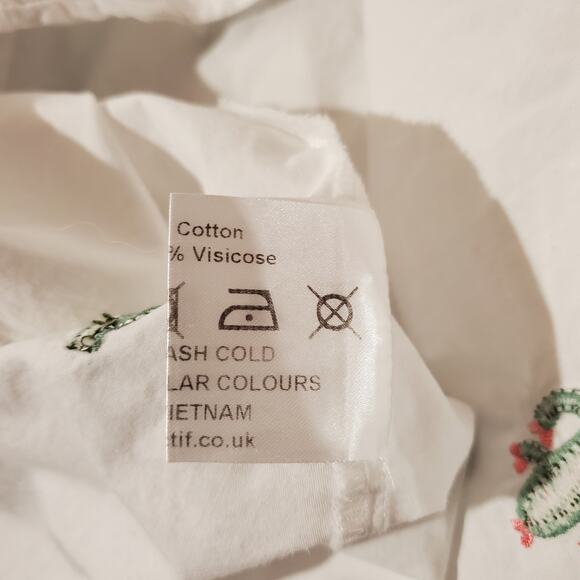 Cotton
% Visicose
ASH COLD
LAR COLOURS
IETNAM
tif.co.uk